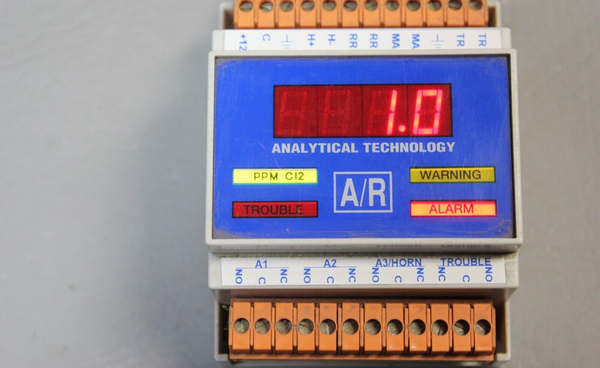 +12 C H+ H- RR RR MA MA TR TR
1.0
ANALYTICAL TECHNOLOGY
PPM Cl2 WARNING
A/R
TROUBLE ALARM
A1 A2 A3/HORN TROUBLE
NO C NC NO C NC NO C NC NC C NO